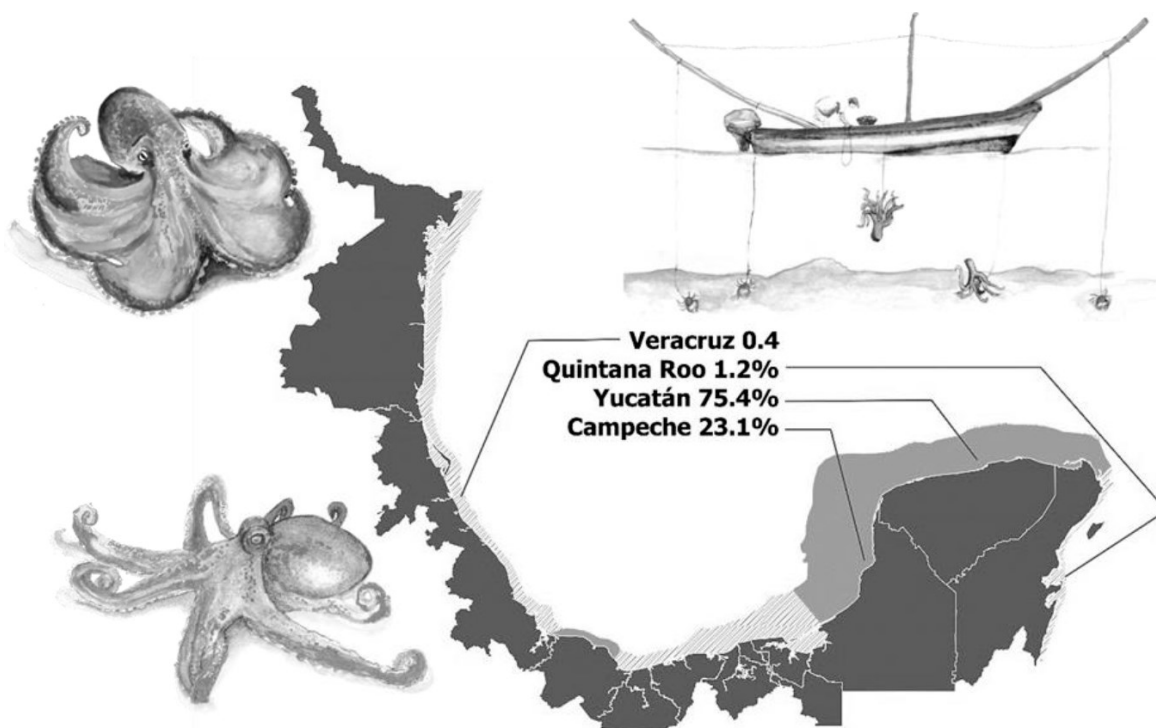 Veracruz 0.4
Quintana Roo 1.2%
Yucatán 75.4%
Campeche 23.1%